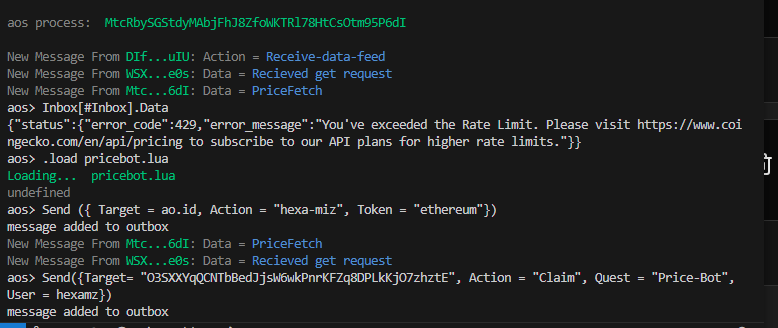 aos process:  MtcRbySGStdyMAbjFhJ8ZfoWKTRl78HtCsOtm95P6dI
New Message From DIf...uIU: Action = Receive-data-feed
New Message From WSX...e0s: Data = Recieved get request
New Message From Mtc...6dI: Data = PriceFetch
aos> Inbox[#Inbox].Data
{"status":{"error_code":429,"error_message":"You've exceeded the Rate Limit. Please visit https://www.coi
ngecko.com/en/api/pricing to subscribe to our API plans for higher rate limits."}}
aos> .load pricebot.lua
Loading...  pricebot.lua
undefined
aos> Send ({ Target = ao.id, Action = "hexa-miz", Token = "ethereum"})
message added to outbox
New Message From Mtc...6dI: Data = PriceFetch
New Message From WSX...e0s: Data = Recieved get request
aos> Send({Target= "O3SXXYqQCNTbBedJjsW6wkPnrKFZq8DPLkKjO7zhztE", Action = "Claim", Quest = "Price-Bot",
User = hexamz})
message added to outbox